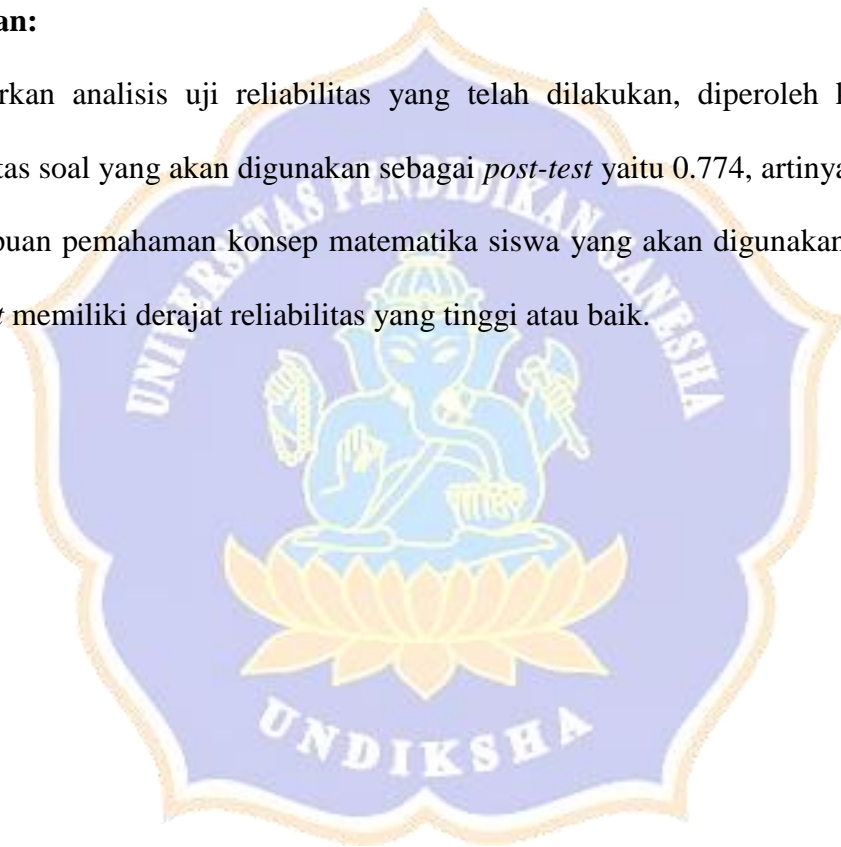 an:
rkan analisis uji reliabilitas yang telah dilakukan, diperoleh
tas soal yang akan digunakan sebagai post-test yaitu 0.774, artinya
puan pemahaman konsep matematika siswa yang akan digunakan
t memiliki derajat reliabilitas yang tinggi atau baik.
UNIVERSITAS PENDIDIKAN GANESHA
UNDIKSHA